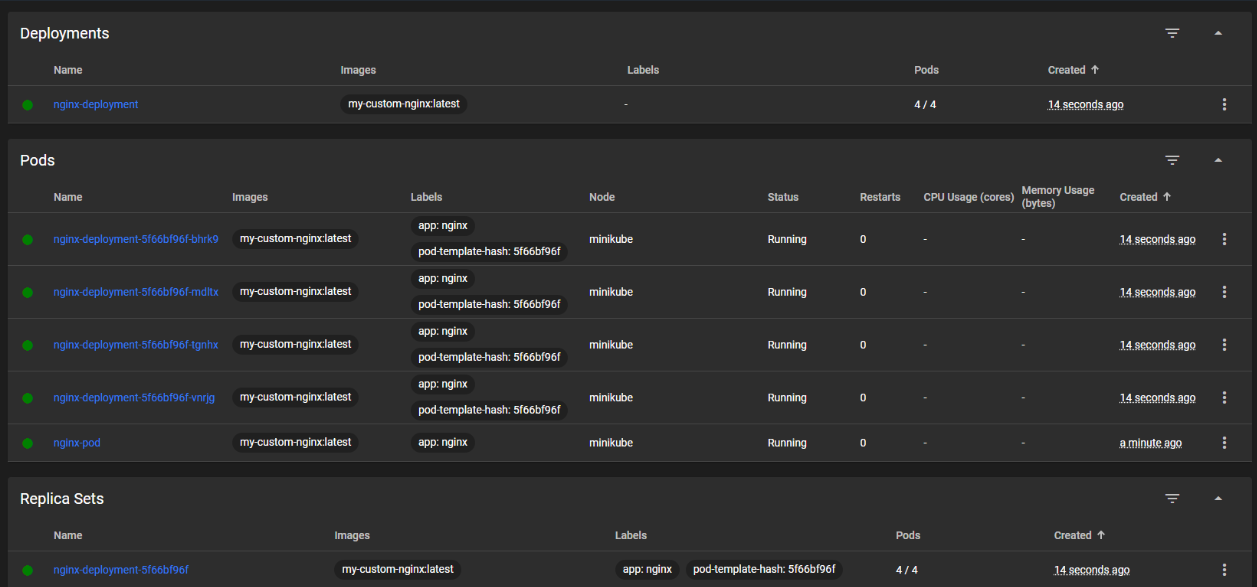 Deployments
Name Images Labels Pods Created
nginx-deployment my-custom-nginx:latest - 4 / 4 14 seconds ago
Pods
Name Images Labels Node Status Restarts CPU Usage (cores) Memory Usage (bytes) Created
nginx-deployment-5f66bf96f-bhrk9 my-custom-nginx:latest app: nginx pod-template-hash: 5f66bf96f minikube Running 0 - - 14 seconds ago
nginx-deployment-5f66bf96f-mdltx my-custom-nginx:latest app: nginx pod-template-hash: 5f66bf96f minikube Running 0 - - 14 seconds ago
nginx-deployment-5f66bf96f-tgnhx my-custom-nginx:latest app: nginx pod-template-hash: 5f66bf96f minikube Running 0 - - 14 seconds ago
nginx-deployment-5f66bf96f-vnrjg my-custom-nginx:latest app: nginx pod-template-hash: 5f66bf96f minikube Running 0 - - 14 seconds ago
nginx-pod my-custom-nginx:latest app: nginx minikube Running 0 - - a minute ago
Replica Sets
Name Images Labels Pods Created
nginx-deployment-5f66bf96f my-custom-nginx:latest app: nginx pod-template-hash: 5f66bf96f 4 / 4 14 seconds ago